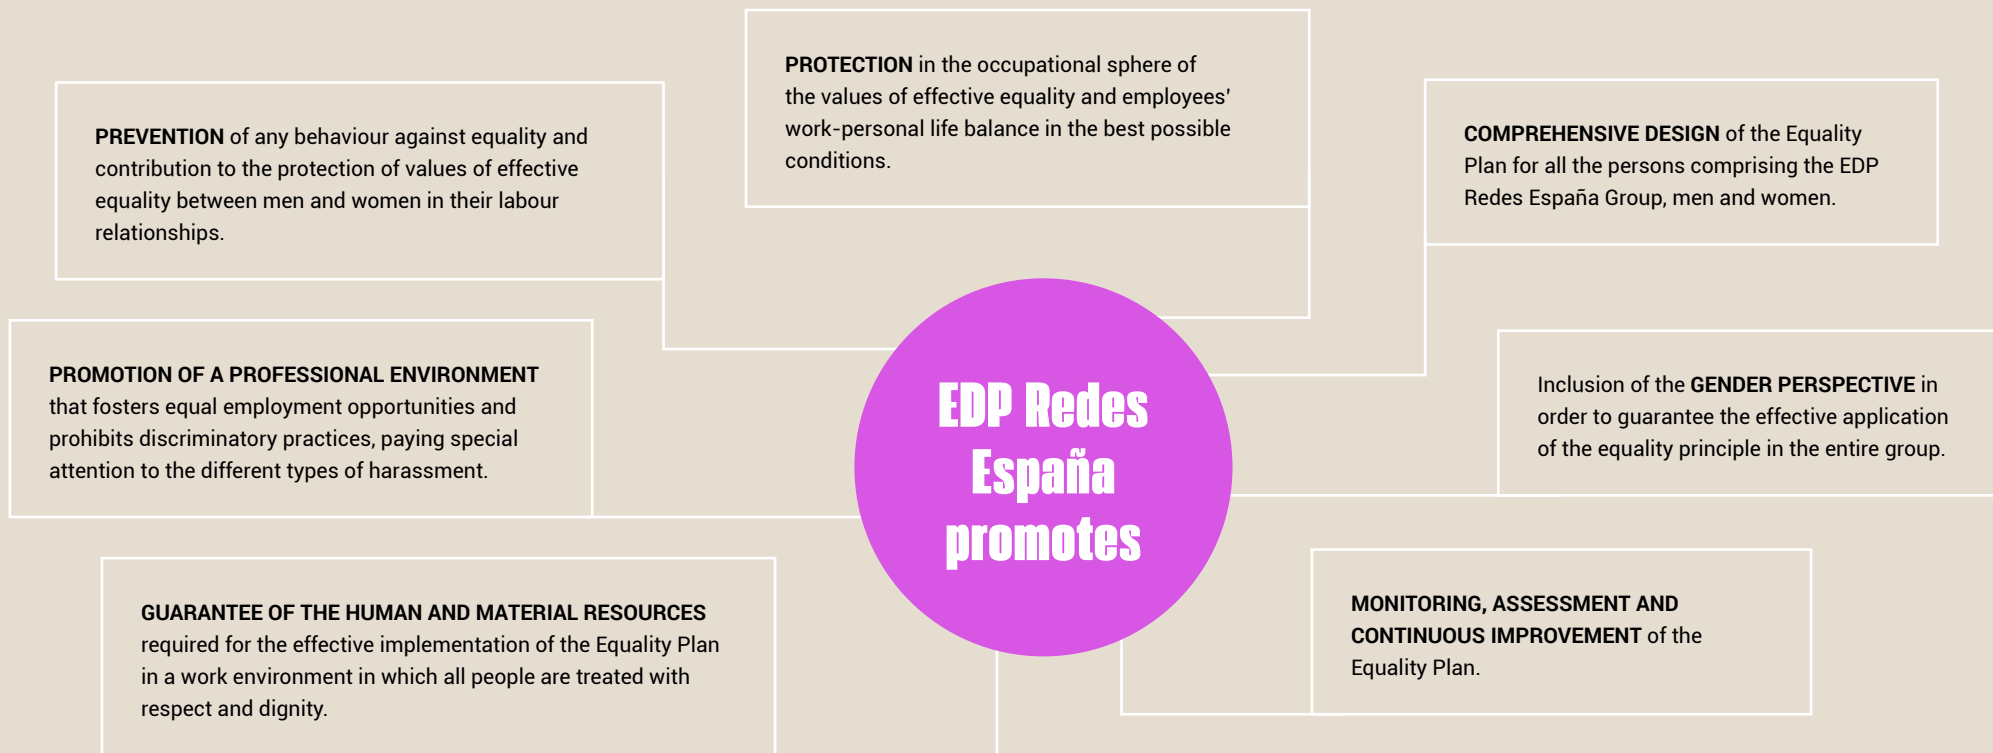 PROTECTION in the occupational sphere of
the values of effective equality and employees'
work-personal life balance in the best possible
conditions.
PREVENTION of any behaviour against equality and
contribution to the protection of values of effective
equality between men and women in their labour
relationships.
COMPREHENSIVE DESIGN of the Equality
Plan for all the persons comprising the EDP
Redes España Group, men and women.
PROMOTION OF A PROFESSIONAL ENVIRONMENT
that fosters equal employment opportunities and
prohibits discriminatory practices, paying special
attention to the different types of harassment.
EDP Redes
España
promotes
Inclusion of the GENDER PERSPECTIVE in
order to guarantee the effective application
of the equality principle in the entire group.
GUARANTEE OF THE HUMAN AND MATERIAL RESOURCES
required for the effective implementation of the Equality Plan
in a work environment in which all people are treated with
respect and dignity.
MONITORING, ASSESSMENT AND
CONTINUOUS IMPROVEMENT of the
Equality Plan.